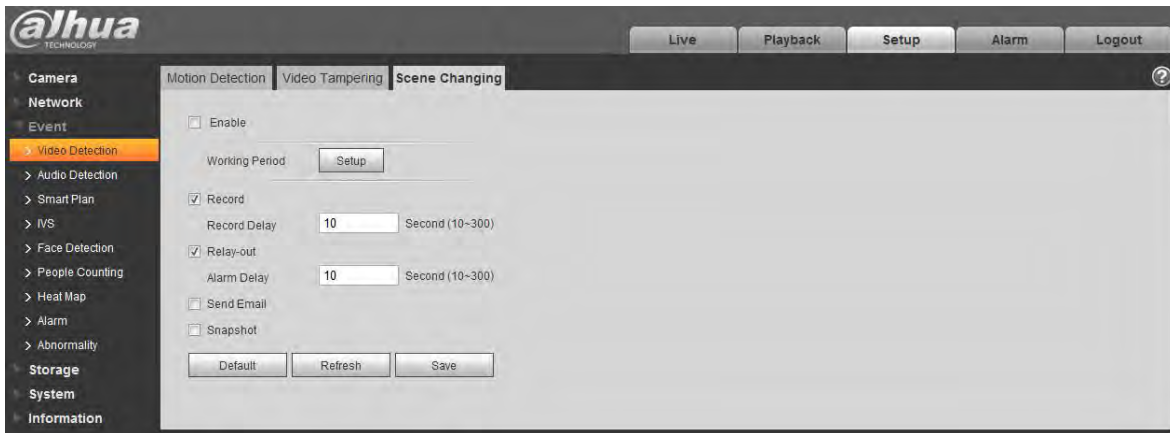 alhua
TECHNOLOGY
Live Playback Setup Alarm Logout
Camera
Network
Event
> Video Detection
> Audio Detection
> Smart Plan
> IVS
> Face Detection
> People Counting
> Heat Map
> Alarm
> Abnormality
Storage
System
Information
Motion Detection Video Tampering Scene Changing ?
Enable
Working Period Setup
Record
Record Delay 10 Second (10~300)
Relay-out
Alarm Delay 10 Second (10~300)
Send Email
Snapshot
Default Refresh Save